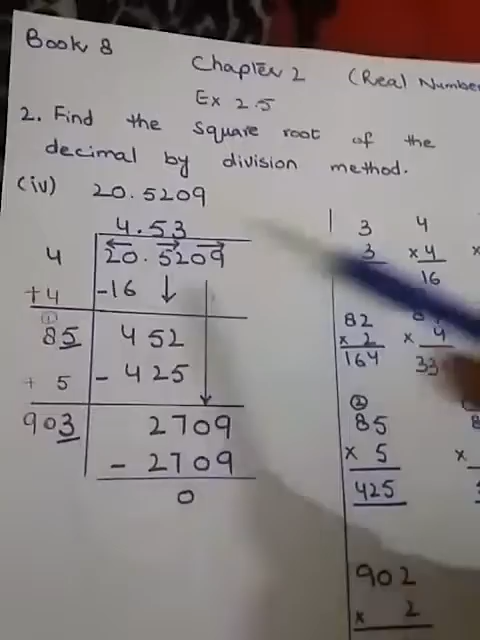 Book 8
Chapter 2 (Real Number
Ex 2.5
2. Find the square root of the
decimal by division method.
(iv) 20.5209
4.53
4 20.5209
+4 -16
85 452
+ 5 - 425
903 2709
- 2709
0
3 4
3 ×4
16
82
× 2 × 4
164 33
②
85
× 5 ×
425
902
× 2